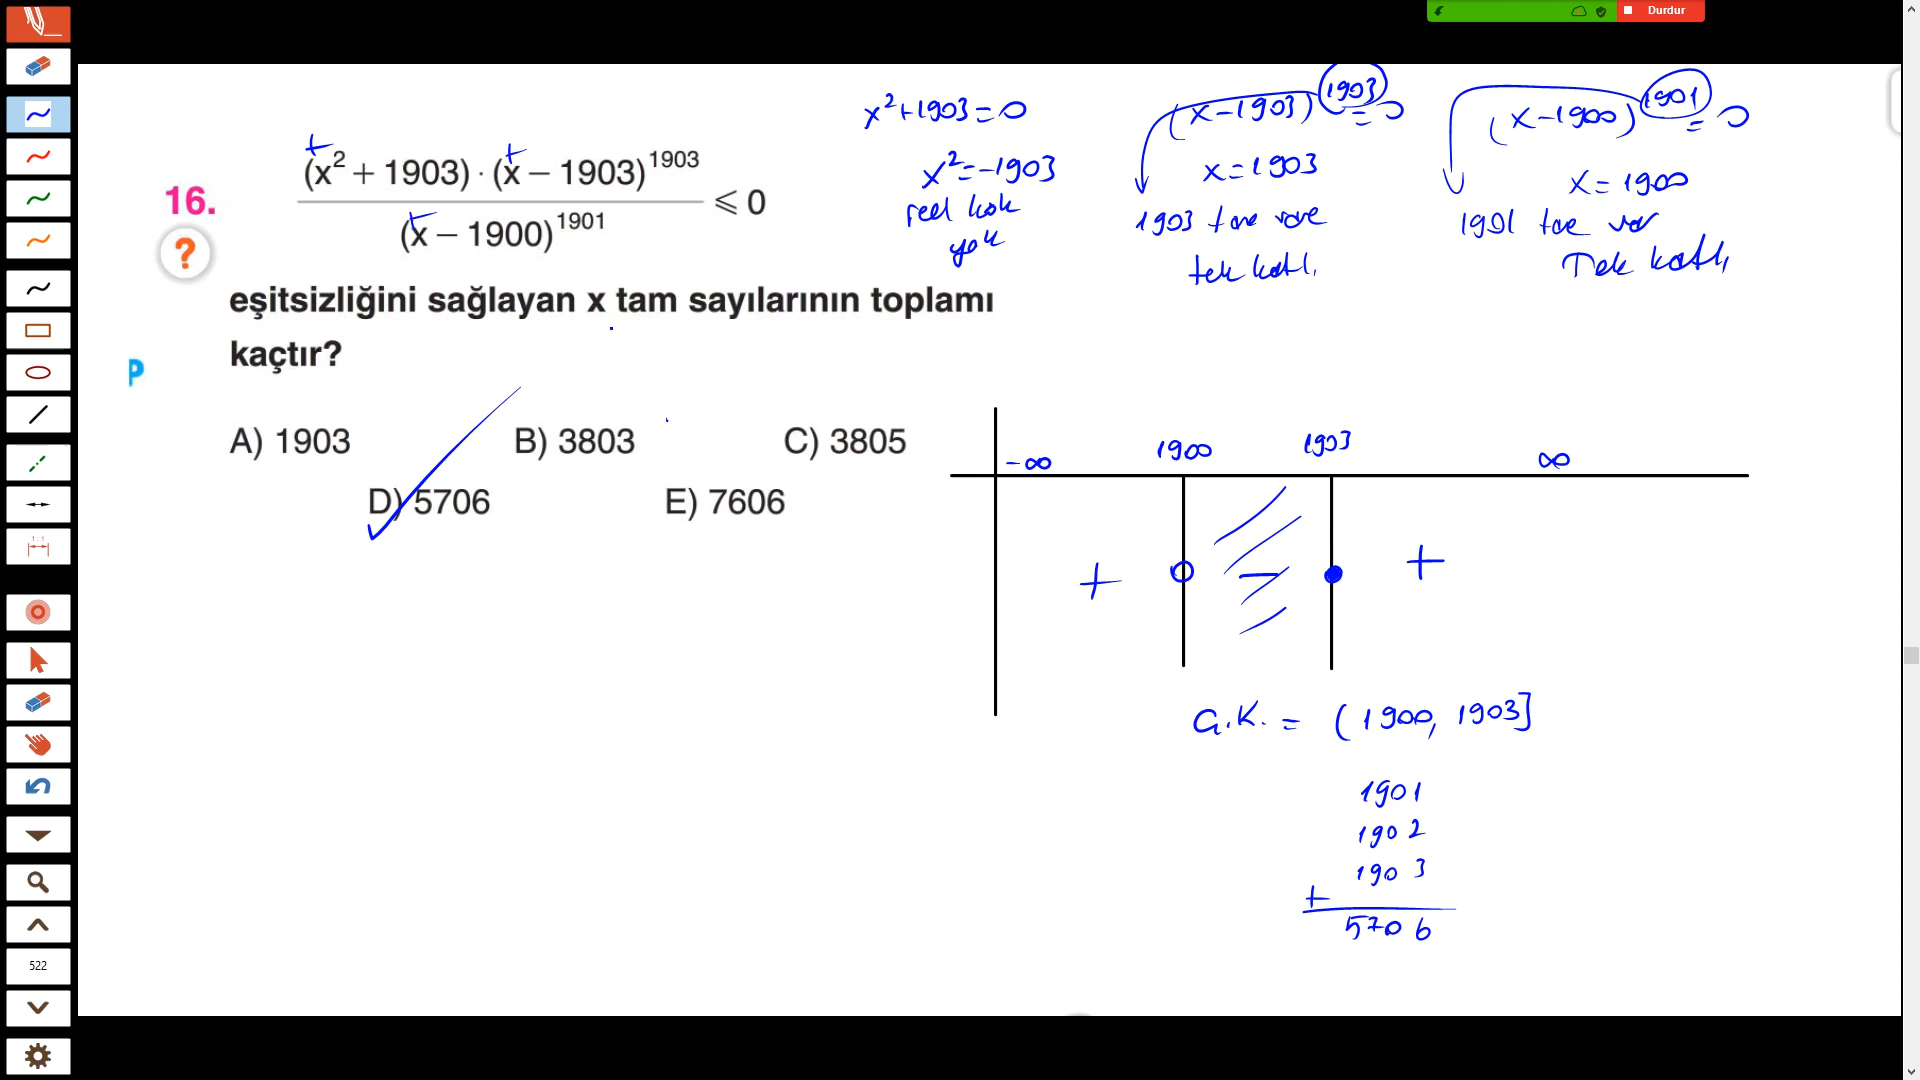 Durdur
16.
(x² + 1903) · (x − 1903)¹⁹⁰³
(x − 1900)¹⁹⁰¹
⩽ 0
?
eşitsizliğini sağlayan x tam sayılarının toplamı
kaçtır?
P
A) 1903 B) 3803 C) 3805
D) 5706 E) 7606
x²+1903=0
x²=-1903
reel kök
yok
(x-1903)¹⁹⁰³=0
x=1903
1903 tane
tek katlı
(x-1900)¹⁹⁰¹=0
x=1900
1901 tane var
Tek katlı
-∞ 1900 1903 ∞
+ - +
Ç.K. = (1900, 1903]
1901
1902
1903
+
5706
522